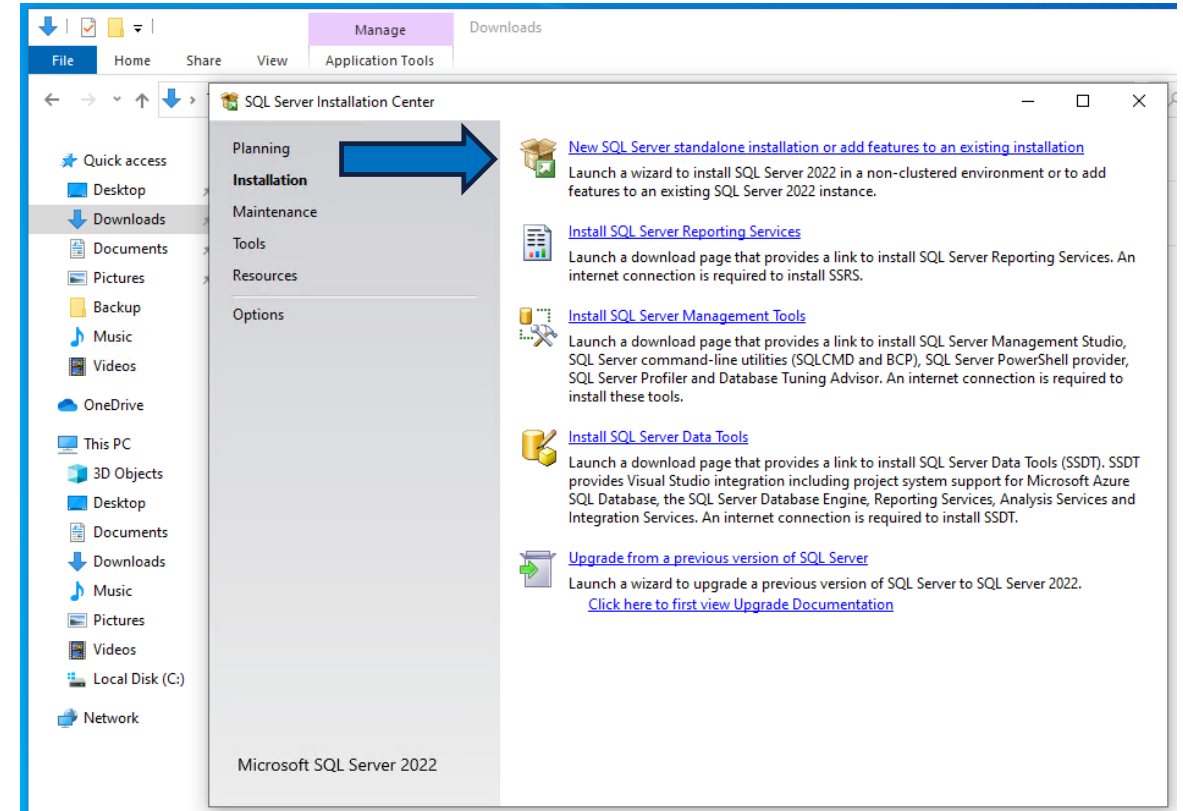 Manage
Downloads
File
Home
Share
View
Application Tools
SQL Server Installation Center
Quick access
Desktop
Downloads
Documents
Pictures
Backup
Music
Videos
OneDrive
This PC
3D Objects
Desktop
Documents
Downloads
Music
Pictures
Videos
Local Disk (C:)
Network
Planning
Installation
Maintenance
Tools
Resources
Options
Microsoft SQL Server 2022
New SQL Server standalone installation or add features to an existing installation
Launch a wizard to install SQL Server 2022 in a non-clustered environment or to add
features to an existing SQL Server 2022 instance.
Install SQL Server Reporting Services
Launch a download page that provides a link to install SQL Server Reporting Services. An
internet connection is required to install SSRS.
Install SQL Server Management Tools
Launch a download page that provides a link to install SQL Server Management Studio,
SQL Server command-line utilities (SQLCMD and BCP), SQL Server PowerShell provider,
SQL Server Profiler and Database Tuning Advisor. An internet connection is required to
install these tools.
Install SQL Server Data Tools
Launch a download page that provides a link to install SQL Server Data Tools (SSDT). SSDT
provides Visual Studio integration including project system support for Microsoft Azure
SQL Database, the SQL Server Database Engine, Reporting Services, Analysis Services and
Integration Services. An internet connection is required to install SSDT.
Upgrade from a previous version of SQL Server
Launch a wizard to upgrade a previous version of SQL Server to SQL Server 2022.
Click here to first view Upgrade Documentation